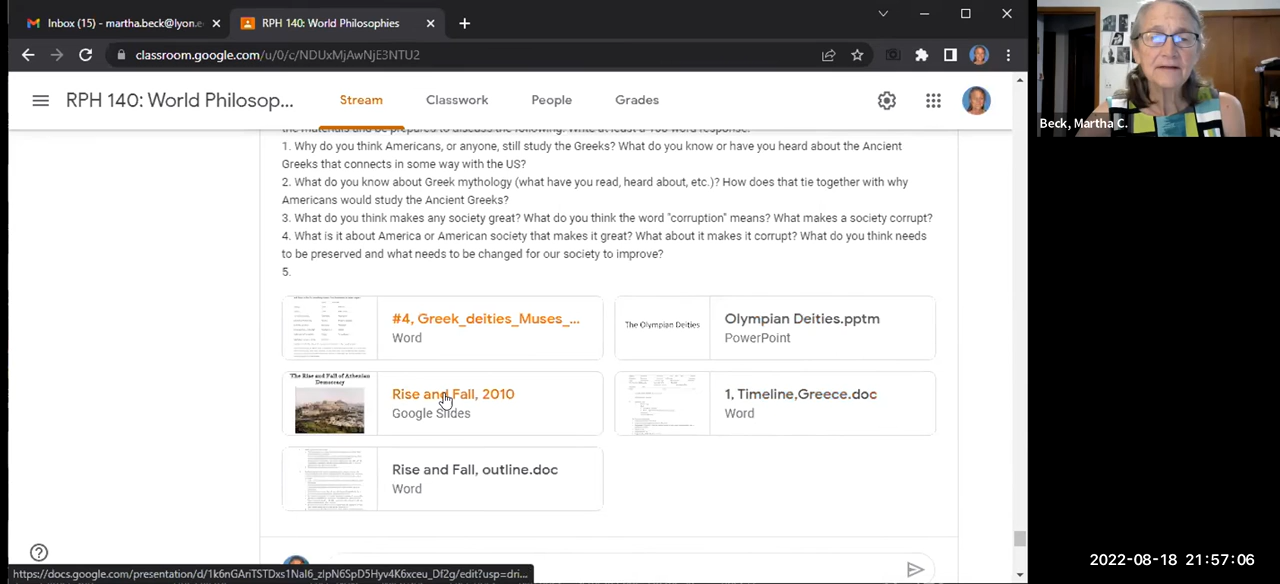 Inbox (15) - martha.beck@lyon.e
RPH 140: World Philosophies
classroom.google.com/u/0/c/NDUxMjAwNjE3NTU2
RPH 140: World Philosop...
Stream
Classwork
People
Grades
Beck, Martha C.
1. Why do you think Americans, or anyone, still study the Greeks? What do you know or have you heard about the Ancient
Greeks that connects in some way with the US?
2. What do you know about Greek mythology (what have you read, heard about, etc.)? How does that tie together with why
Americans would study the Ancient Greeks?
3. What do you think makes any society great? What do you think the word "corruption" means? What makes a society corrupt?
4. What is it about America or American society that makes it great? What about it makes it corrupt? What do you think needs
to be preserved and what needs to be changed for our society to improve?
5.
#4, Greek_deities_Muses_...
Word
The Olympian Deities
Olympian Deities.pptm
PowerPoint
The Rise and Fall of Athenian
Democracy
Rise and Fall, 2010
Google Slides
1, Timeline,Greece.doc
Word
Rise and Fall, outline.doc
Word
2022-08-18 21:57:06